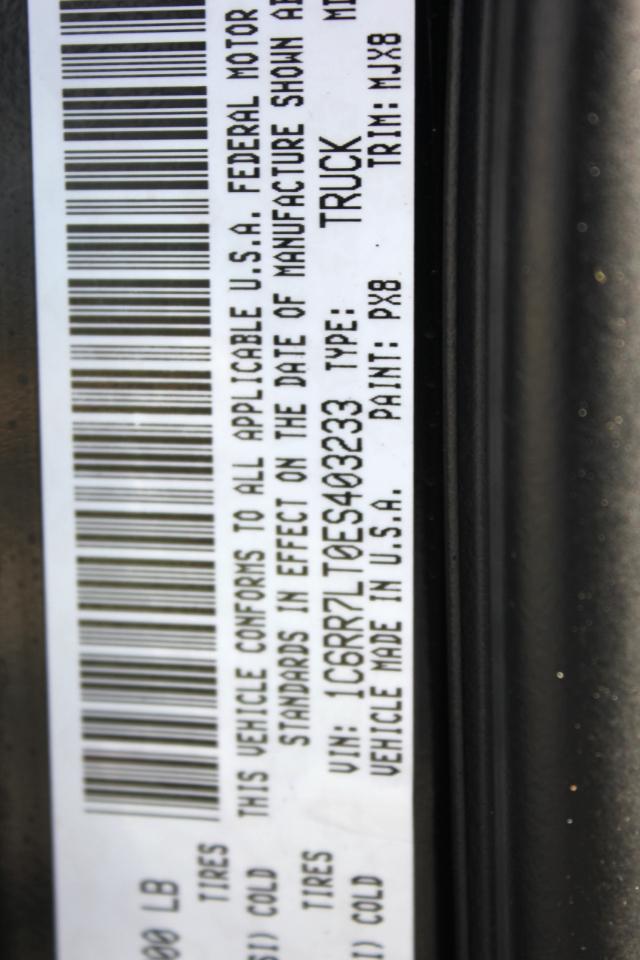 THIS VEHICLE CONFORMS TO ALL APPLICABLE U.S.A. FEDERAL MOTOR
STANDARDS IN EFFECT ON THE DATE OF MANUFACTURE SHOWN
VIN: 1C6RR7LT0ES403233 TYPE: TRUCK
VEHICLE MADE IN U.S.A. PAINT: PX8 TRIM: MJX8
00 LB
TIRES
SI) COLD
TIRES
I) COLD